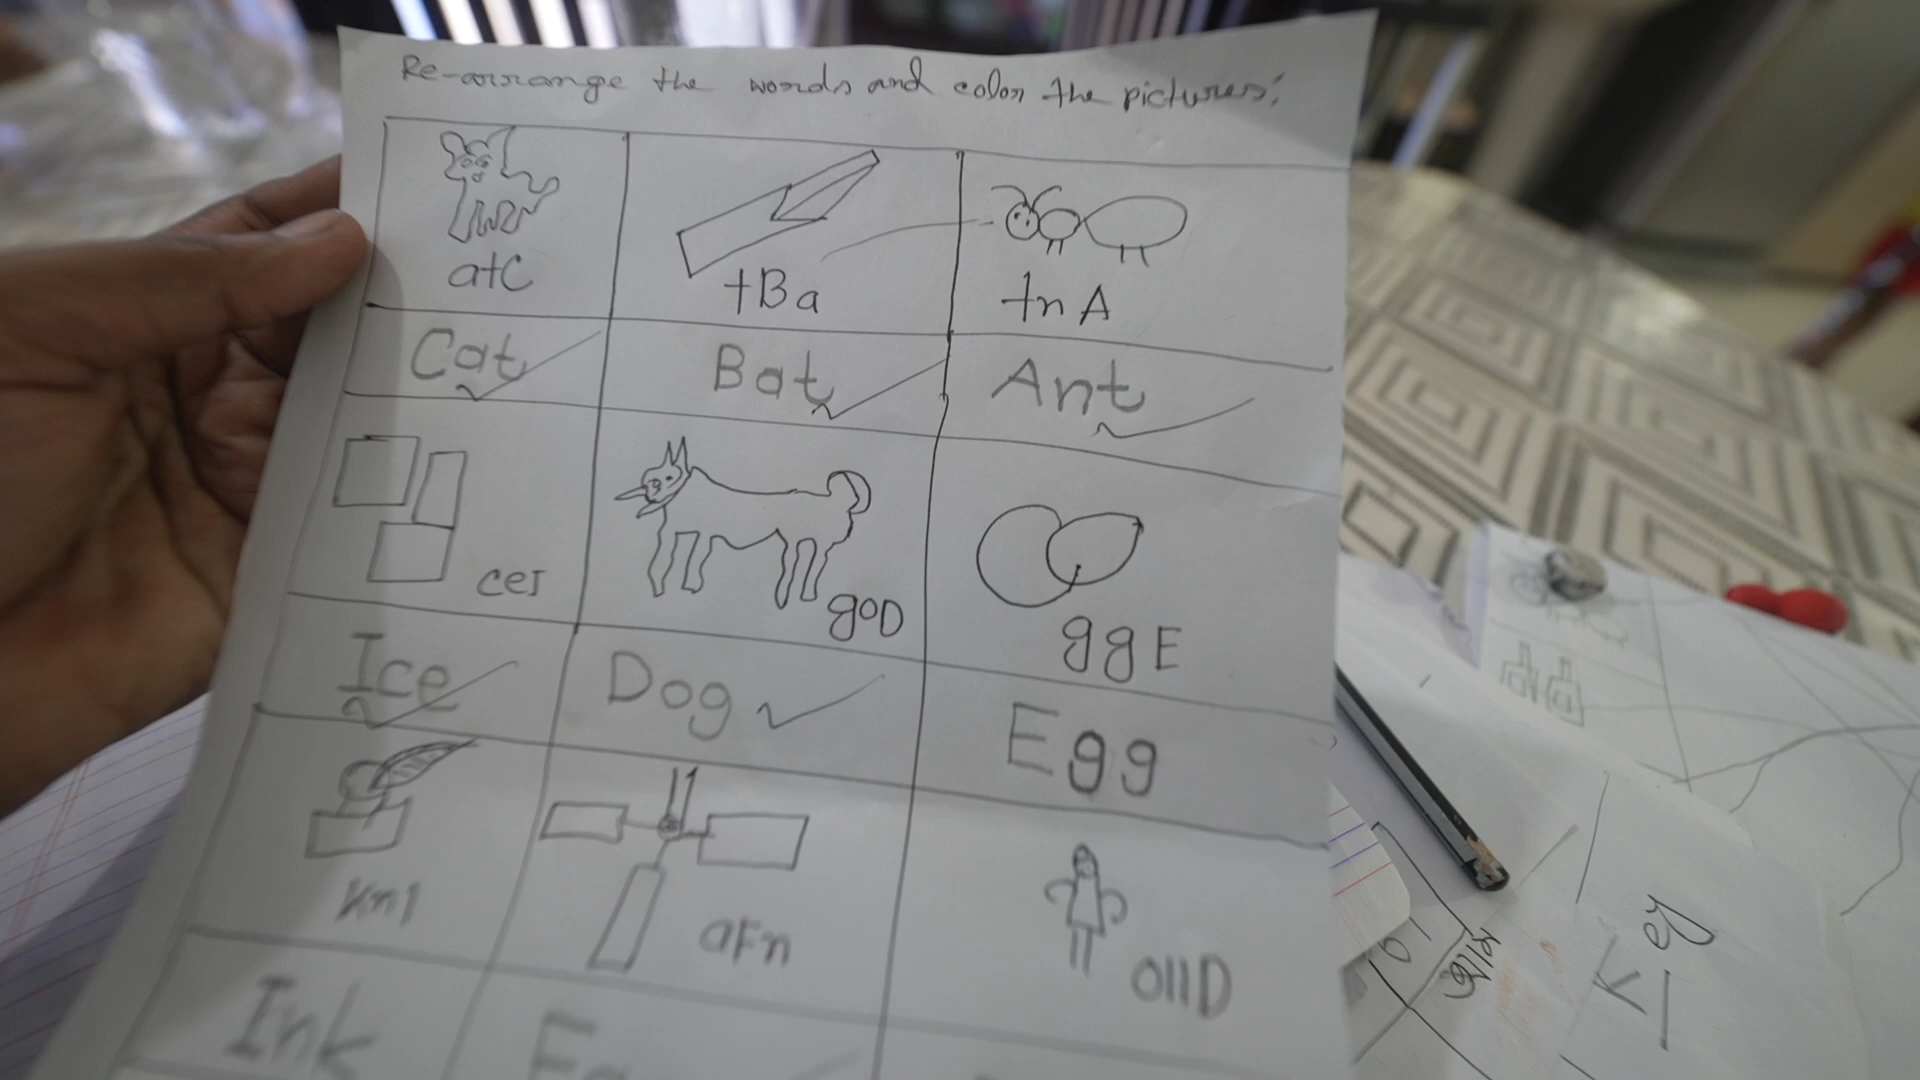 Re-arrange the words and color the pictures:
atC tBa tnA
Cat Bat Ant
ceI goD ggE
Ice Dog Egg
knI aFn ollD
Ink Fa
Key